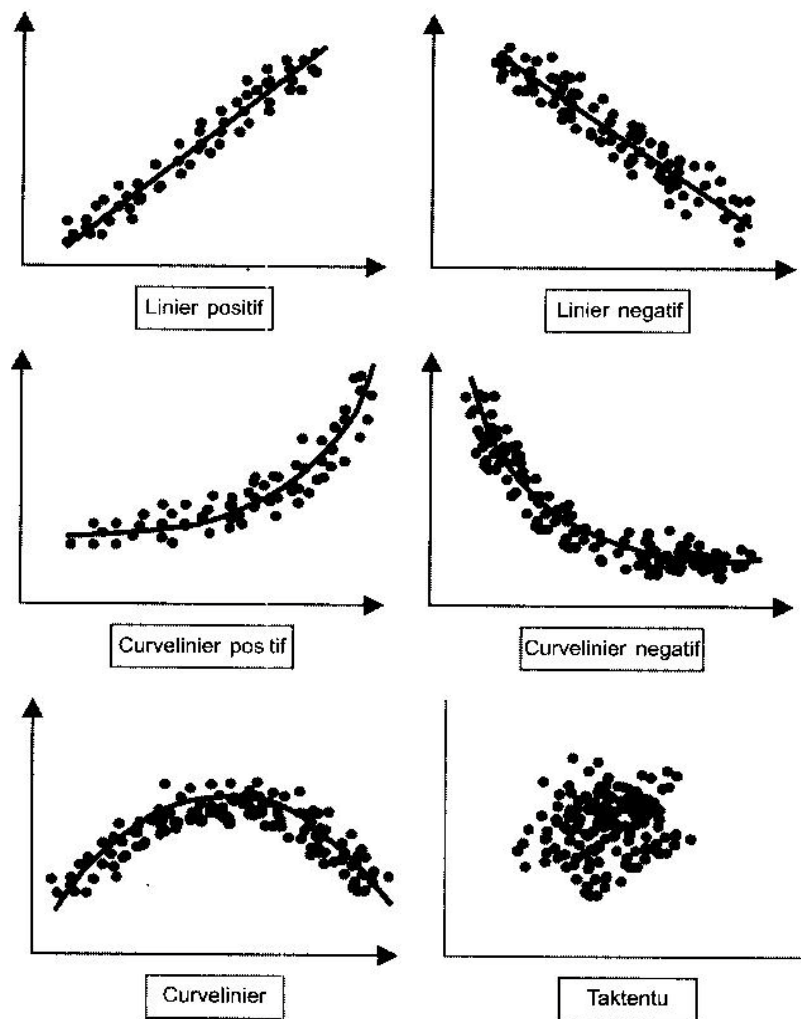 Linier positif
Linier negatif
Curvelinier pos tif
Curvelinier negatif
Curvelinier
Taktentu